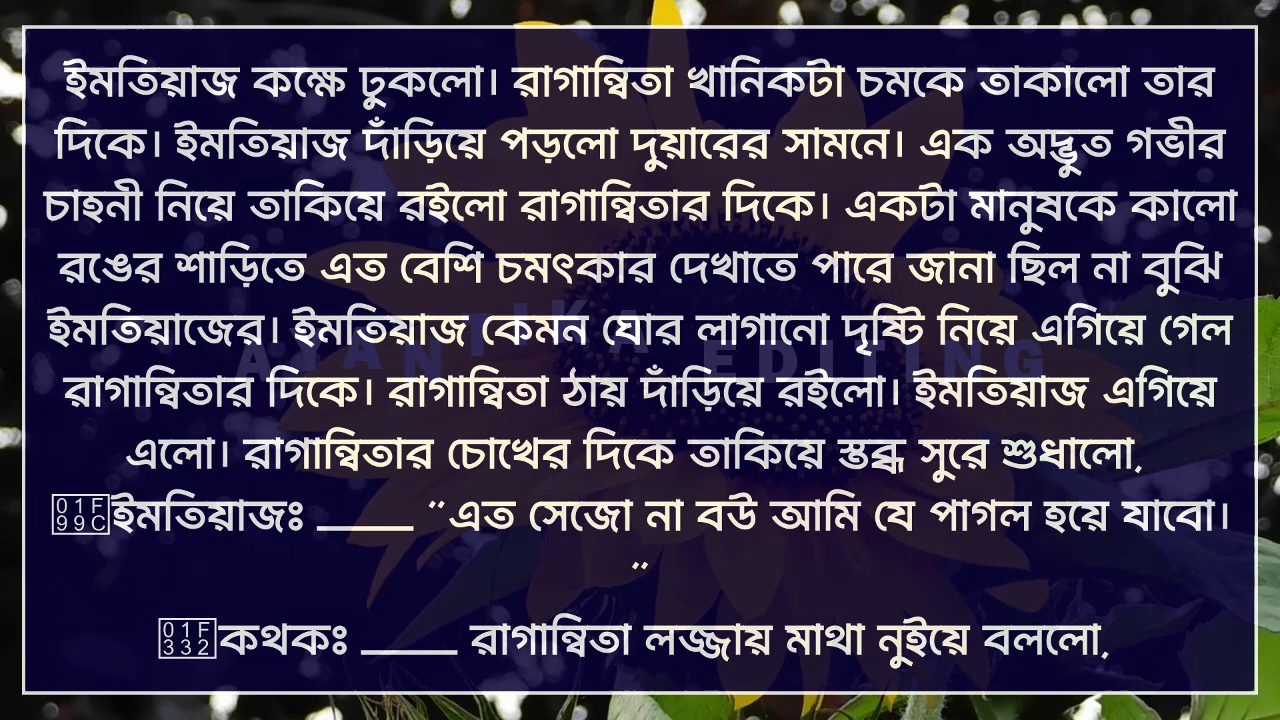 ইমতিয়াজ কক্ষে ঢুকলো। রাগান্বিতা খানিকটা চমকে তাকালো তার
দিকে। ইমতিয়াজ দাঁড়িয়ে পড়লো দুয়ারের সামনে। এক অদ্ভুত গভীর
চাহনী নিয়ে তাকিয়ে রইলো রাগান্বিতার দিকে। একটা মানুষকে কালো
রঙের শাড়িতে এত বেশি চমৎকার দেখাতে পারে জানা ছিল না বুঝি
ইমতিয়াজের। ইমতিয়াজ কেমন ঘোর লাগানো দৃষ্টি নিয়ে এগিয়ে গেল
রাগান্বিতার দিকে। রাগান্বিতা ঠায় দাঁড়িয়ে রইলো। ইমতিয়াজ এগিয়ে
এলো। রাগান্বিতার চোখের দিকে তাকিয়ে স্তব্ধ সুরে শুধালো,
ইমতিয়াজঃ ____ "এত সেজো না বউ আমি যে পাগল হয়ে যাবো।
"
কথকঃ ____ রাগান্বিতা লজ্জায় মাথা নুইয়ে বললো,
AVANTIKA EDITING